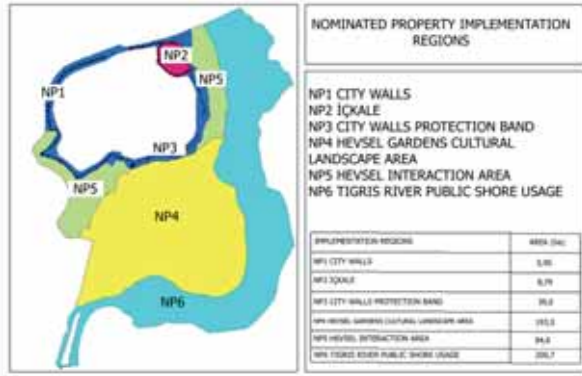 NP1
NP2
NP5
NP3
NP5
NP4
NP6
NOMINATED PROPERTY IMPLEMENTATION
REGIONS
NP1 CITY WALLS
NP2 İÇKALE
NP3 CITY WALLS PROTECTION BAND
NP4 HEVSEL GARDENS CULTURAL
LANDSCAPE AREA
NP5 HEVSEL INTERACTION AREA
NP6 TIGRIS RIVER PUBLIC SHORE USAGE
IMPLEMENTATION REGIONS AREA (ha)
NP1 CITY WALLS
NP2 İÇKALE
NP3 CITY WALLS PROTECTION BAND
NP4 HEVSEL GARDENS CULTURAL LANDSCAPE AREA
NP5 HEVSEL INTERACTION AREA
NP6 TIGRIS RIVER PUBLIC SHORE USAGE